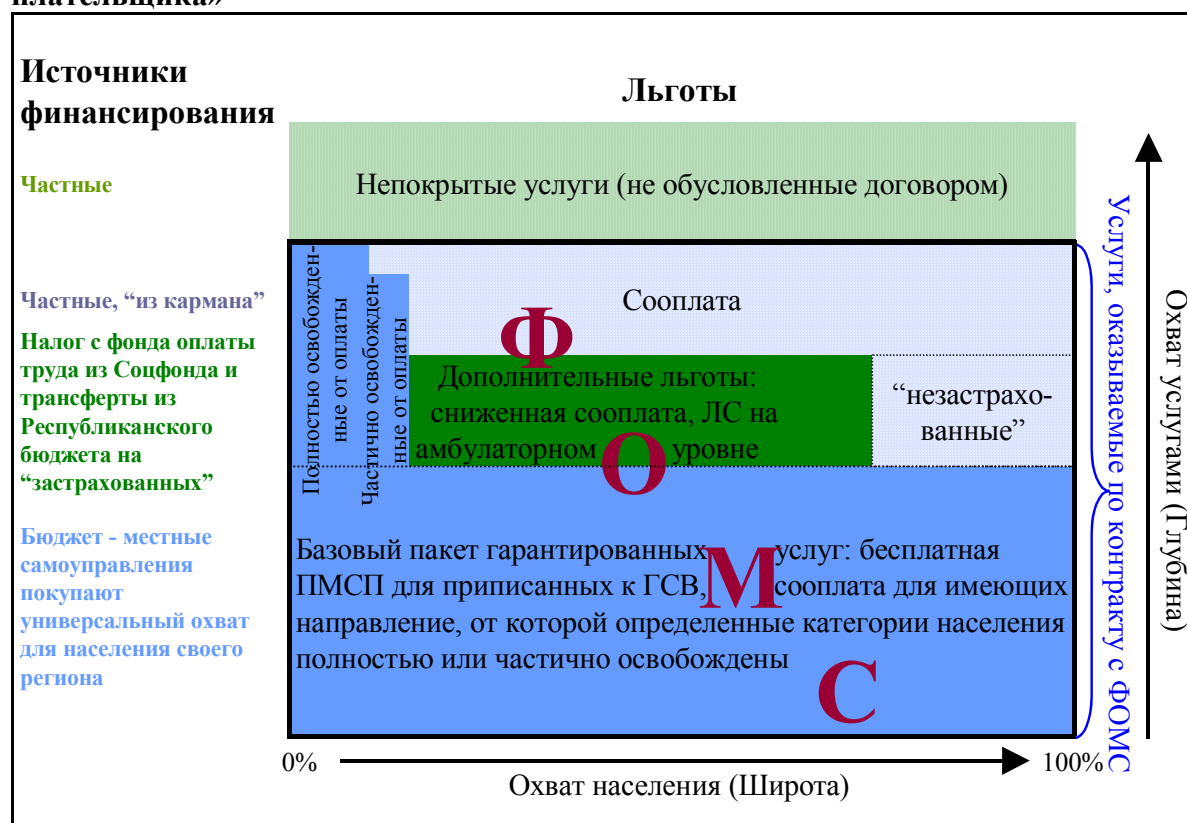 плательщика»
Источники
финансирования
Льготы
Частные
Непокрытые услуги (не обусловленные договором)
Частные, “из кармана”
Налог с фонда оплаты
труда из Соцфонда и
трансферты из
Республиканского
бюджета на
“застрахованных”
Бюджет - местные
самоуправления
покупают
универсальный охват
для населения своего
региона
Полностью освобожден-
ные от оплаты
Частично освобожден-
ные от оплаты
Сооплата
Дополнительные льготы:
сниженная сооплата, ЛС на
амбулаторном уровне
“незастрахо-
ванные”
Базовый пакет гарантированных услуг: бесплатная
ПМСП для приписанных к ГСВ, сооплата для имеющих
направление, от которой определенные категории населения
полностью или частично освобождены
Ф
О
М
С
Услуги, оказываемые по контракту с ФОМС
Охват услугами (Глубина)
0%
100%
Охват населения (Широта)